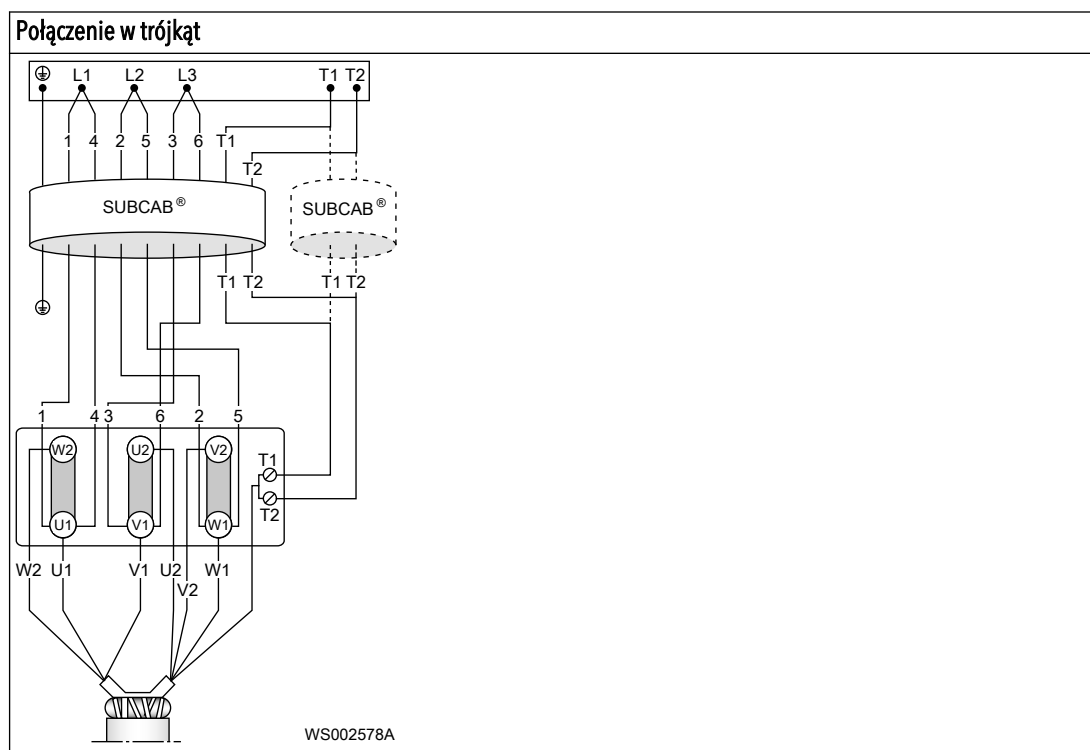 Połączenie w trójkąt
L1 L2 L3 T1 T2
1 4 2 5 3 6 T1
T2
SUBCAB® SUBCAB®
T1 T2 T1 T2
1 4 3 6 2 5
W2 U2 V2
T1
U1 V1 W1
T2
W2 U1 V1 U2 W1
V2
WS002578A